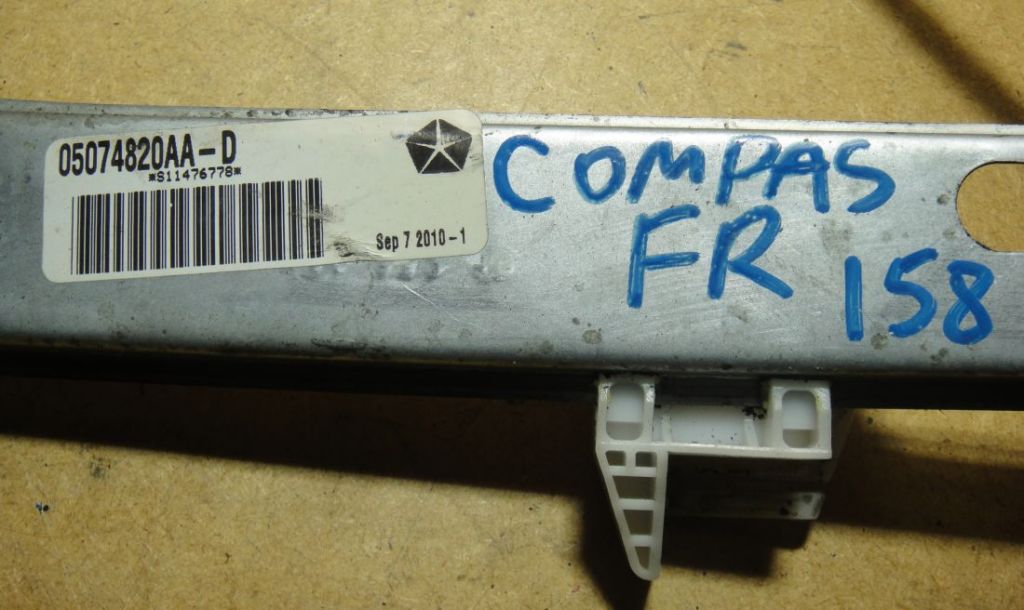 05074820AA-D
*S11476778*
Sep 7 2010-1
COMPAS
FR
158